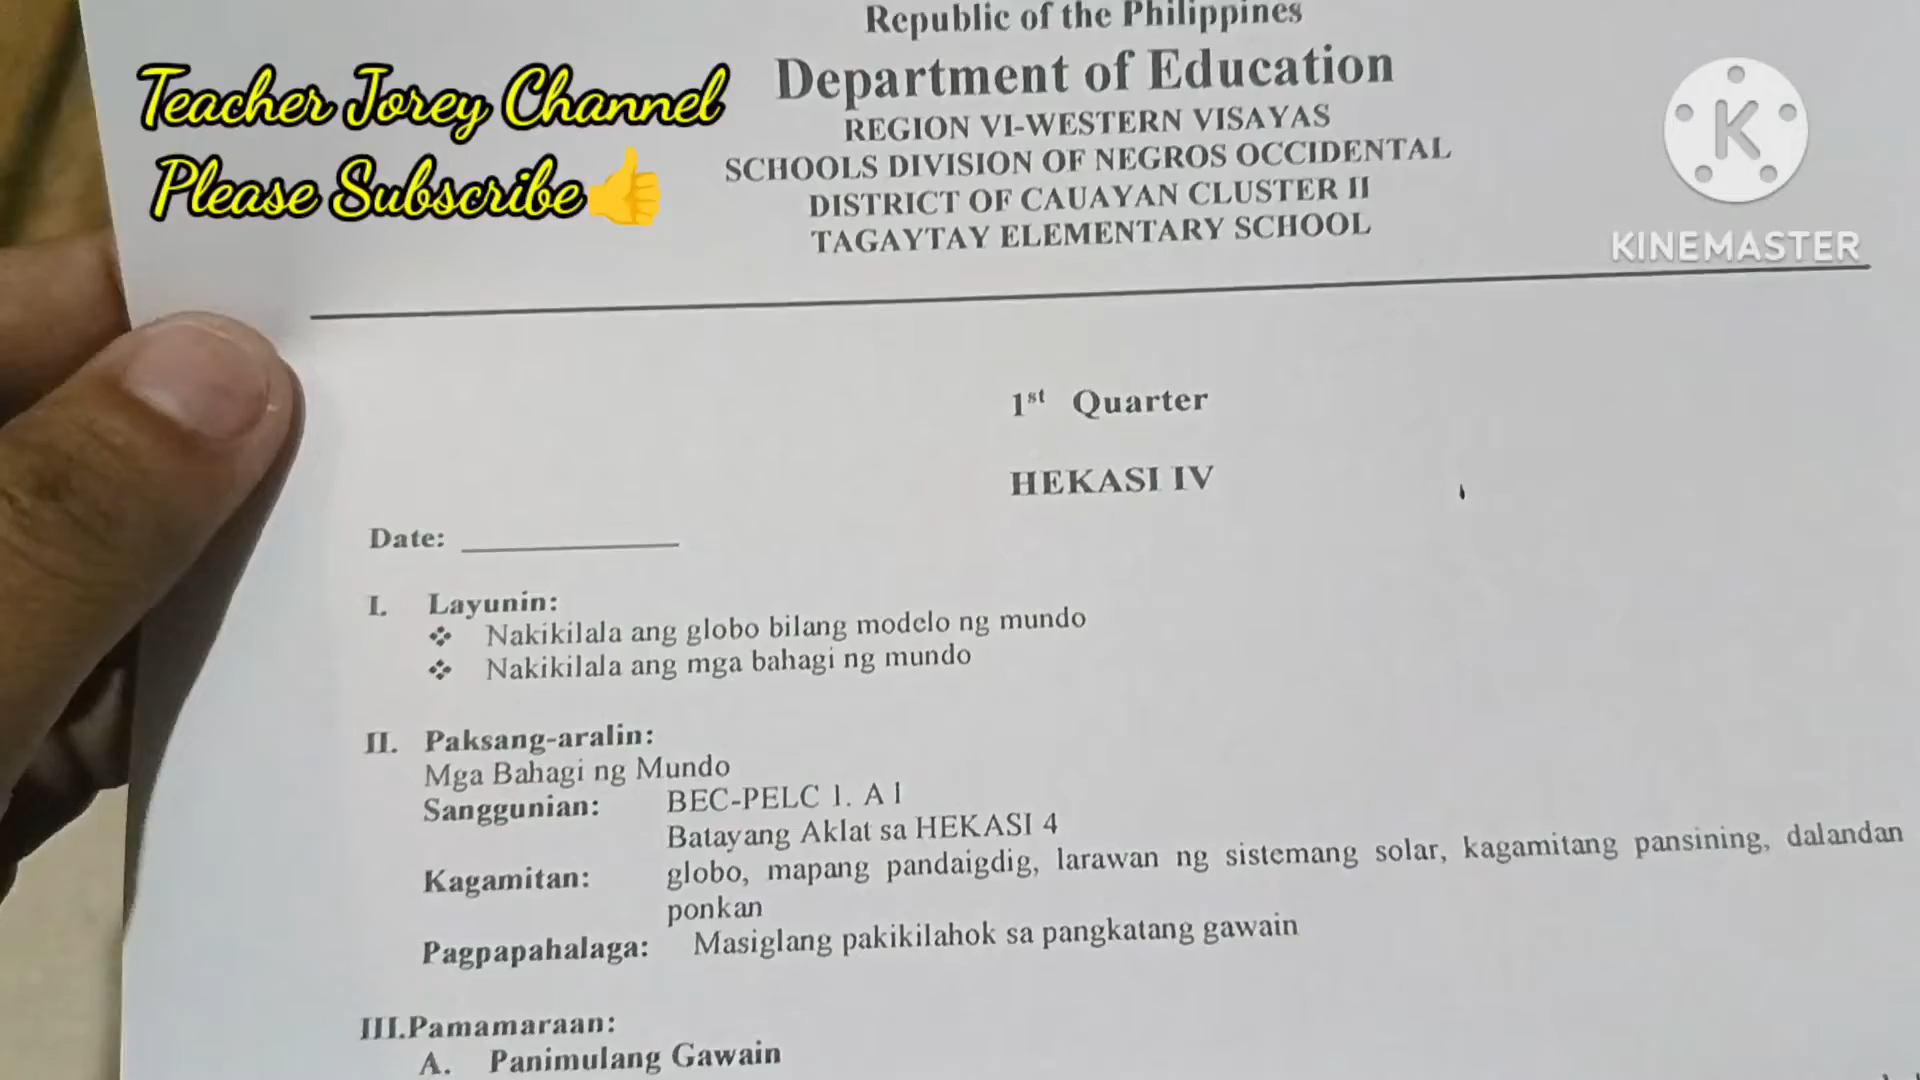 Republic of the Philippines
Department of Education
REGION VI-WESTERN VISAYAS
SCHOOLS DIVISION OF NEGROS OCCIDENTAL
DISTRICT OF CAUAYAN CLUSTER II
TAGAYTAY ELEMENTARY SCHOOL
Teacher Jorey Channel
Please Subscribe👍
K
KINEMASTER
1st Quarter
HEKASI IV
Date: ____________
I. Layunin:
❖ Nakikilala ang globo bilang modelo ng mundo
❖ Nakikilala ang mga bahagi ng mundo
II. Paksang-aralin:
Mga Bahagi ng Mundo
Sanggunian: BEC-PELC 1. A 1
Batayang Aklat sa HEKASI 4
Kagamitan: globo, mapang pandaigdig, larawan ng sistemang solar, kagamitang pansining, dalandan
ponkan
Pagpapahalaga: Masiglang pakikilahok sa pangkatang gawain
III.Pamamaraan:
A. Panimulang Gawain